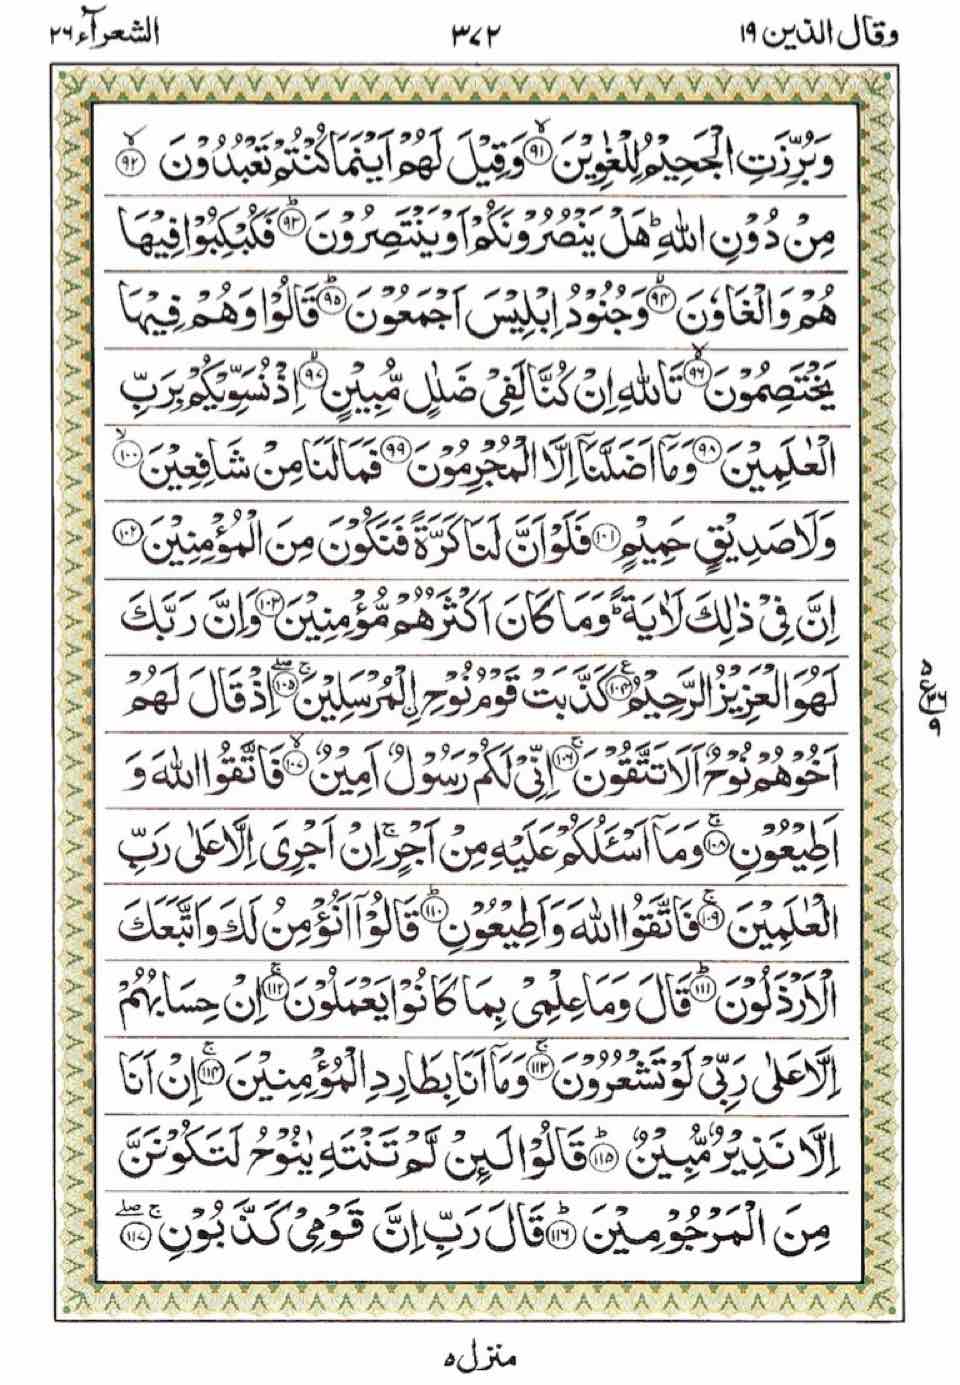 وقال الذين ١٩
٣٧٢
الشعرآء ٢٦
وَبُرِّزَتِ الْجَحِيْمُ لِلْغٰوِيْنَ ۙ﴿٩١﴾ وَقِيْلَ لَهُمْ اَيْنَمَا كُنْتُمْ تَعْبُدُوْنَ ۙ﴿٩٢﴾
مِنْ دُوْنِ اللّٰهِ ؕ هَلْ يَنْصُرُوْنَكُمْ اَوْ يَنْتَصِرُوْنَ ؕ﴿٩٣﴾ فَكُبْكِبُوْا فِيْهَا
هُمْ وَالْغَاوٗنَ ۙ﴿٩٤﴾ وَجُنُوْدُ اِبْلِيْسَ اَجْمَعُوْنَ ؕ﴿٩٥﴾ قَالُوْا وَهُمْ فِيْهَا
يَخْتَصِمُوْنَ ۙ﴿٩٦﴾ تَاللّٰهِ اِنْ كُنَّا لَفِيْ ضَلٰلٍ مُّبِيْنٍ ۙ﴿٩٧﴾ اِذْ نُسَوِّيْكُمْ بِرَبِّ
الْعٰلَمِيْنَ ﴿٩٨﴾ وَمَاۤ اَضَلَّنَاۤ اِلَّا الْمُجْرِمُوْنَ ﴿٩٩﴾ فَمَا لَنَا مِنْ شَافِعِيْنَ ۙ﴿١٠٠﴾
وَلَا صَدِيْقٍ حَمِيْمٍ ﴿١٠١﴾ فَلَوْ اَنَّ لَنَا كَرَّةً فَنَكُوْنَ مِنَ الْمُؤْمِنِيْنَ ﴿١٠٢﴾
اِنَّ فِيْ ذٰلِكَ لَاٰيَةً ؕ وَمَا كَانَ اَكْثَرُهُمْ مُّؤْمِنِيْنَ ﴿١٠٣﴾ وَاِنَّ رَبَّكَ
لَهُوَ الْعَزِيْزُ الرَّحِيْمُ ﴿١٠٤﴾ كَذَّبَتْ قَوْمُ نُوْحِ ِۨالْمُرْسَلِيْنَ ۚۖ﴿١٠٥﴾ اِذْ قَالَ لَهُمْ
اَخُوْهُمْ نُوْحٌ اَلَا تَتَّقُوْنَ ۚ﴿١٠٦﴾ اِنِّيْ لَكُمْ رَسُوْلٌ اَمِيْنٌ ۙ﴿١٠٧﴾ فَاتَّقُوا اللّٰهَ وَ
اَطِيْعُوْنِ ۚ﴿١٠٨﴾ وَمَاۤ اَسْـَٔلُكُمْ عَلَيْهِ مِنْ اَجْرٍ ۚ اِنْ اَجْرِيَ اِلَّا عَلٰى رَبِّ
الْعٰلَمِيْنَ ۚ﴿١٠٩﴾ فَاتَّقُوا اللّٰهَ وَاَطِيْعُوْنِ ؕ﴿١١٠﴾ قَالُوْۤا اَنُؤْمِنُ لَكَ وَاتَّبَعَكَ
الْاَرْذَلُوْنَ ؕ﴿١١١﴾ قَالَ وَمَا عِلْمِيْ بِمَا كَانُوْا يَعْمَلُوْنَ ۚ﴿١١٢﴾ اِنْ حِسَابُهُمْ
اِلَّا عَلٰى رَبِّيْ لَوْ تَشْعُرُوْنَ ۚ﴿١١٣﴾ وَمَاۤ اَنَا بِطَارِدِ الْمُؤْمِنِيْنَ ۚ﴿١١٤﴾ اِنْ اَنَا
اِلَّا نَذِيْرٌ مُّبِيْنٌ ؕ﴿١١٥﴾ قَالُوْا لَىِٕنْ لَّمْ تَنْتَهِ يٰنُوْحُ لَتَكُوْنَنَّ
مِنَ الْمَرْجُوْمِيْنَ ؕ﴿١١٦﴾ قَالَ رَبِّ اِنَّ قَوْمِيْ كَذَّبُوْنِ ۚۖ﴿١١٧﴾
٥
ع
٣٦
٩
منزل ٥